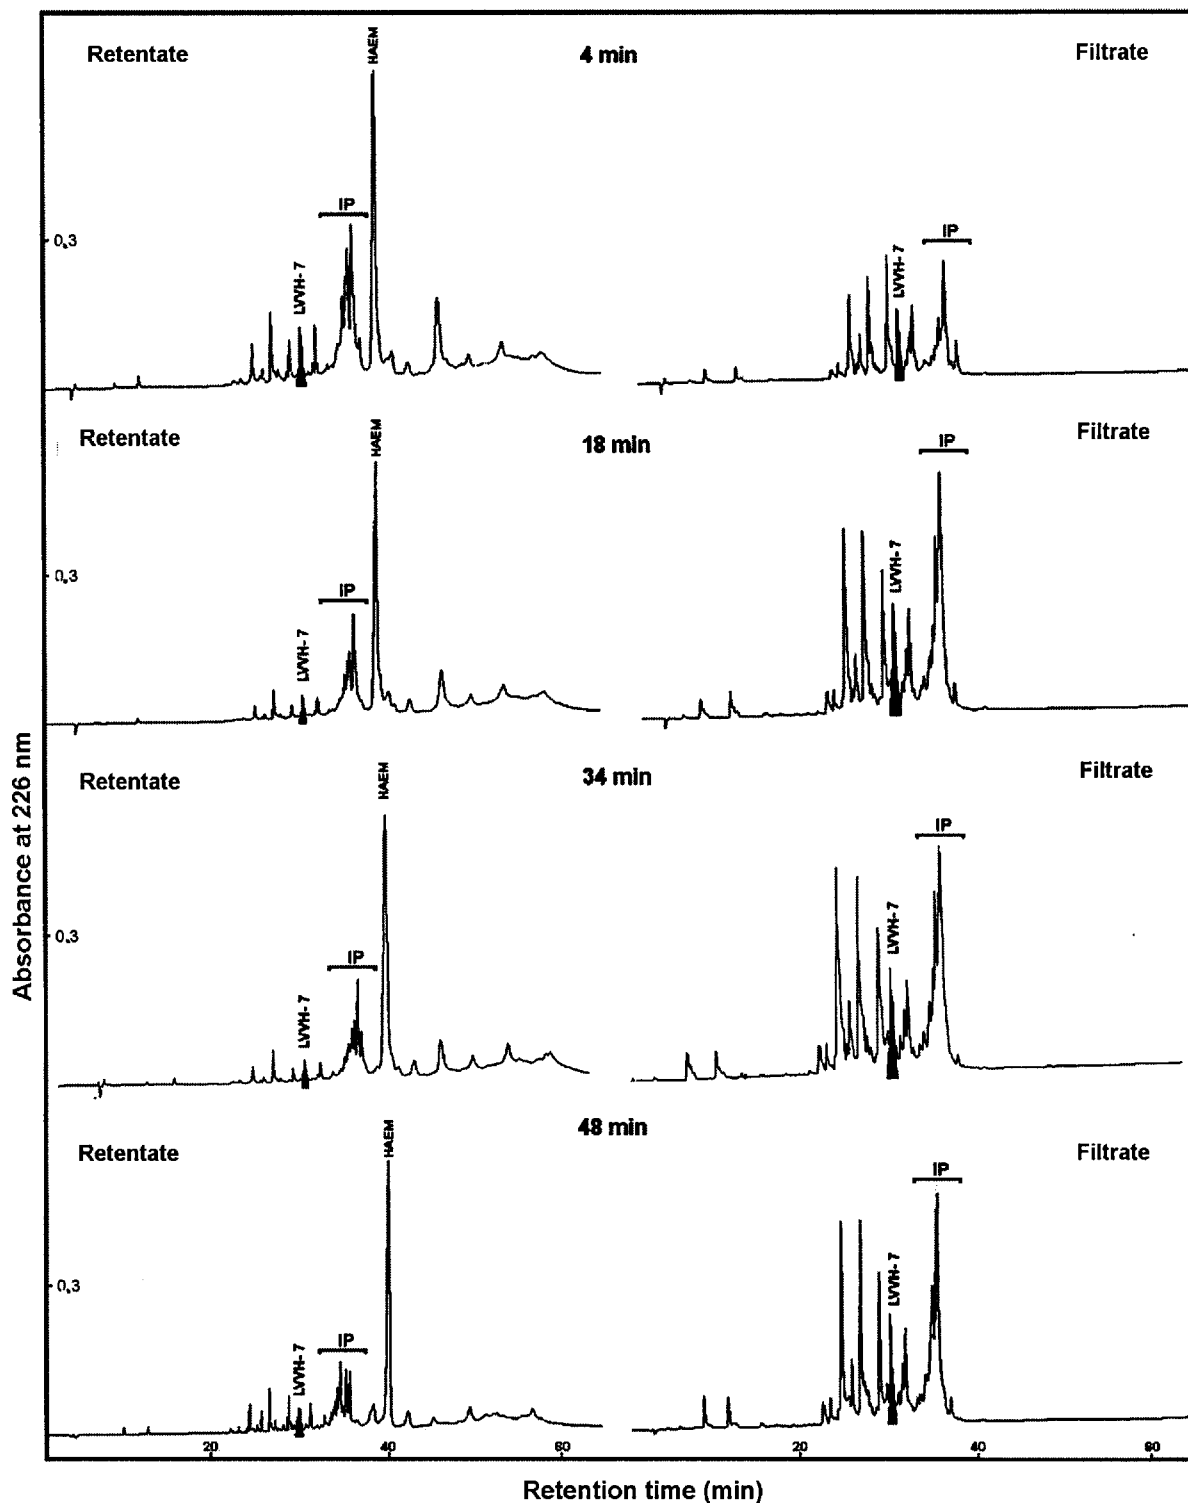 Retentate
HAEM
4 min
Filtrate
IP
LVVH-7
0,3
IP
LVVH-7
Retentate
HAEM
18 min
Filtrate
IP
LVVH-7
0,3
IP
LVVH-7
Retentate
HAEM
34 min
Filtrate
IP
LVVH-7
0,3
IP
LVVH-7
Retentate
HAEM
48 min
Filtrate
IP
LVVH-7
0,3
IP
LVVH-7
20 40 60 20 40 60
Absorbance at 226 nm
Retention time (min)